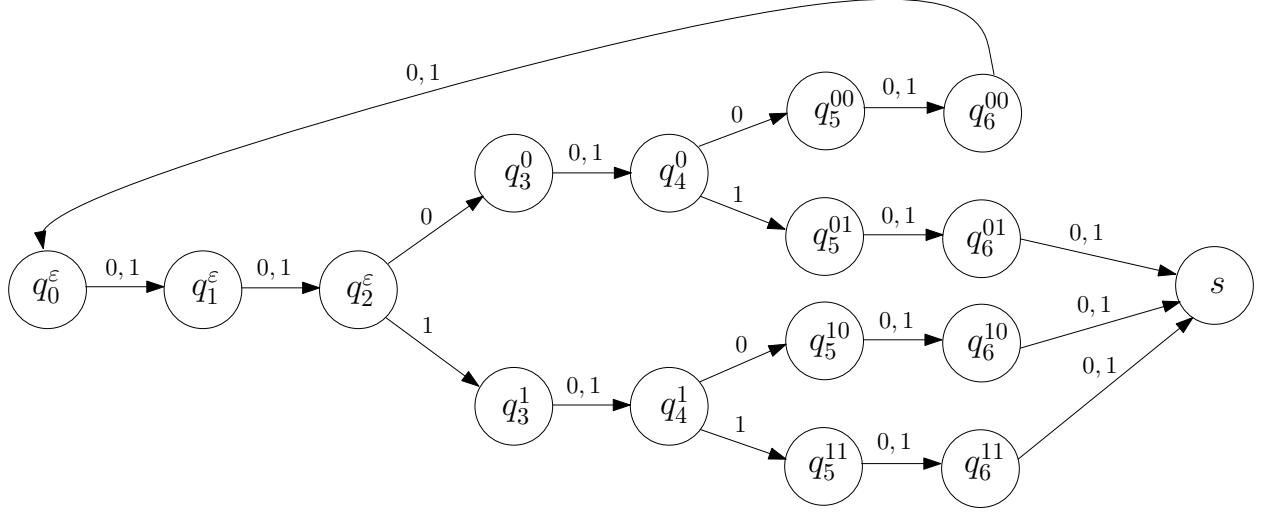 0, 1
q_5^{00} 0, 1 q_6^{00}
0
q_3^0 0, 1 q_4^0
1
0 q_5^{01} 0, 1 q_6^{01} 0, 1
q_0^ε 0, 1 q_1^ε 0, 1 q_2^ε s
1 0 q_5^{10} 0, 1 q_6^{10} 0, 1
q_3^1 0, 1 q_4^1 0, 1
1
q_5^{11} 0, 1 q_6^{11}